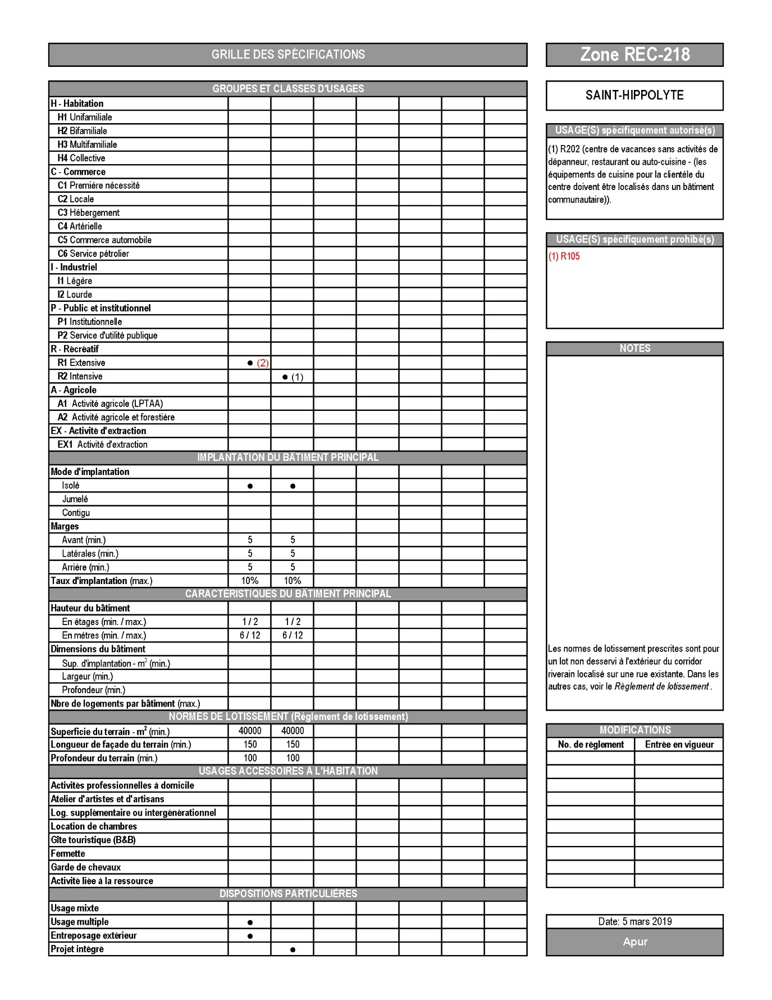 GRILLE DES SPÉCIFICATIONS
Zone REC-218
GROUPES ET CLASSES D'USAGES
H - Habitation
H1 Unifamiliale
H2 Bifamiliale
H3 Multifamiliale
H4 Collective
C - Commerce
C1 Première nécessité
C2 Locale
C3 Hébergement
C4 Artérielle
C5 Commerce automobile
C6 Service pétrolier
I - Industriel
I1 Légère
I2 Lourde
P - Public et institutionnel
P1 Institutionnelle
P2 Service d'utilité publique
R - Récréatif
R1 Extensive ● (2)
R2 Intensive ● (1)
A - Agricole
A1 Activité agricole (LPTAA)
A2 Activité agricole et forestière
EX - Activité d'extraction
EX1 Activité d'extraction
IMPLANTATION DU BÂTIMENT PRINCIPAL
Mode d'implantation
Isolé ● ●
Jumelé
Contigu
Marges
Avant (min.) 5 5
Latérales (min.) 5 5
Arrière (min.) 5 5
Taux d'implantation (max.) 10% 10%
CARACTÉRISTIQUES DU BÂTIMENT PRINCIPAL
Hauteur du bâtiment
En étages (min. / max.) 1 / 2 1 / 2
En mètres (min. / max.) 6 / 12 6 / 12
Dimensions du bâtiment
Sup. d'implantation - m² (min.)
Largeur (min.)
Profondeur (min.)
Nbre de logements par bâtiment (max.)
NORMES DE LOTISSEMENT (Règlement de lotissement)
Superficie du terrain - m² (min.) 40000 40000
Longueur de façade du terrain (min.) 150 150
Profondeur du terrain (min.) 100 100
USAGES ACCESSOIRES À L'HABITATION
Activités professionnelles à domicile
Atelier d'artistes et d'artisans
Log. supplémentaire ou intergénérationnel
Location de chambres
Gîte touristique (B&B)
Fermette
Garde de chevaux
Activité liée à la ressource
DISPOSITIONS PARTICULIÈRES
Usage mixte
Usage multiple ●
Entreposage extérieur ●
Projet intégré ●
SAINT-HIPPOLYTE
USAGE(S) spécifiquement autorisé(s)
(1) R202 (centre de vacances sans activités de
dépanneur, restaurant ou auto-cuisine - (les
équipements de cuisine pour la clientèle du
centre doivent être localisés dans un bâtiment
communautaire)).
USAGE(S) spécifiquement prohibé(s)
(1) R105
NOTES
Les normes de lotissement prescrites sont pour
un lot non desservi à l'extérieur du corridor
riverain localisé sur une rue existante. Dans les
autres cas, voir le Règlement de lotissement .
MODIFICATIONS
No. de règlement Entrée en vigueur
Date: 5 mars 2019
Apur